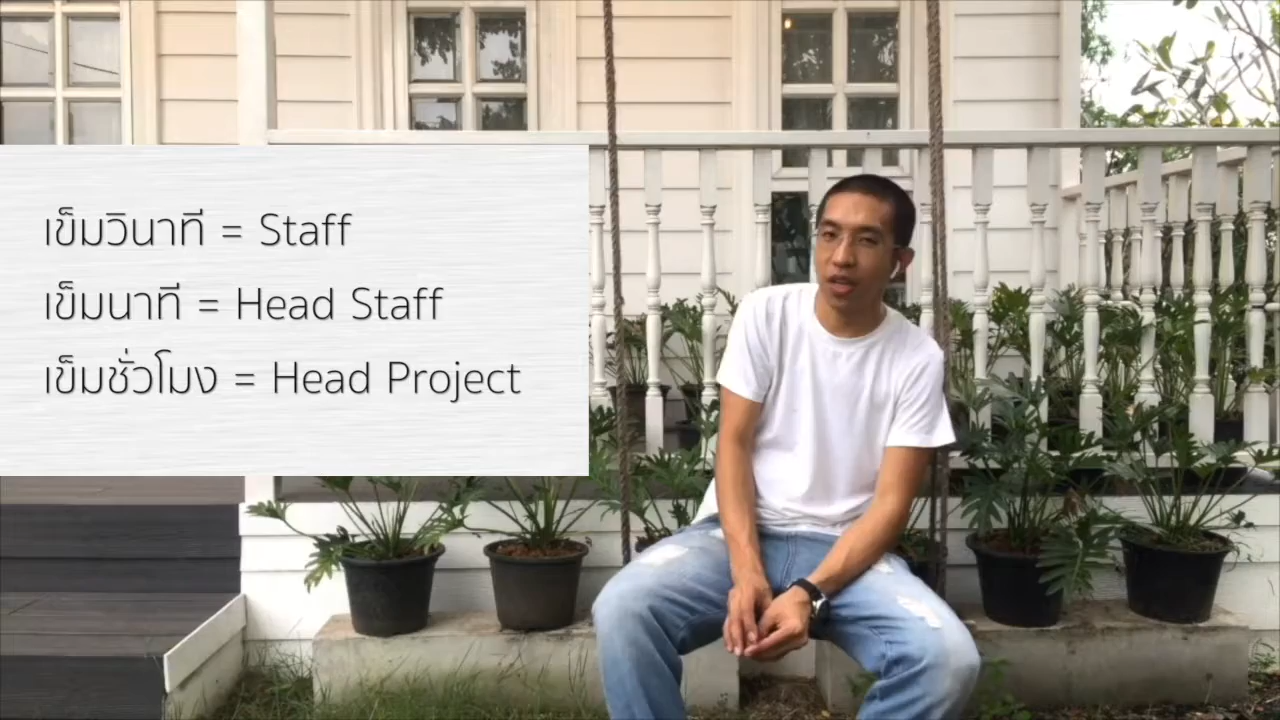 เข็มวินาที = Staff
เข็มนาที = Head Staff
เข็มชั่วโมง = Head Project